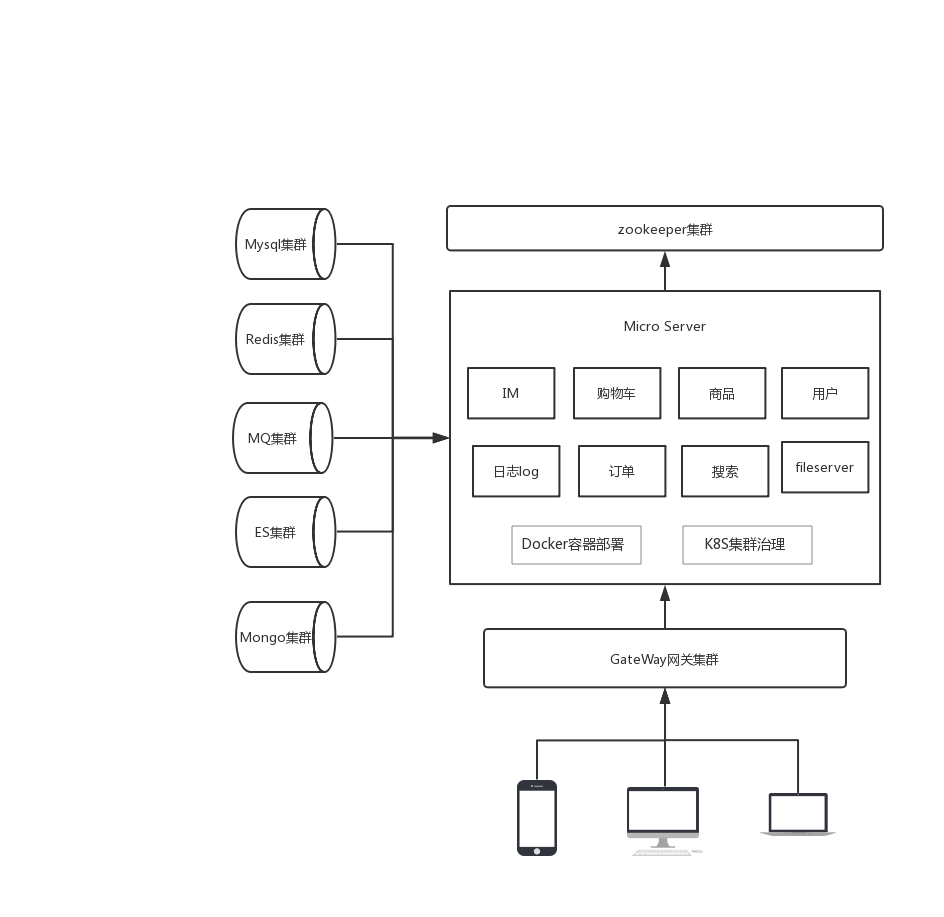 zookeeper集群
Mysql集群
Redis集群
MQ集群
ES集群
Mongo集群
Micro Server
IM
购物车
商品
用户
日志log
订单
搜索
fileserver
Docker容器部署
K8S集群治理
GateWay网关集群